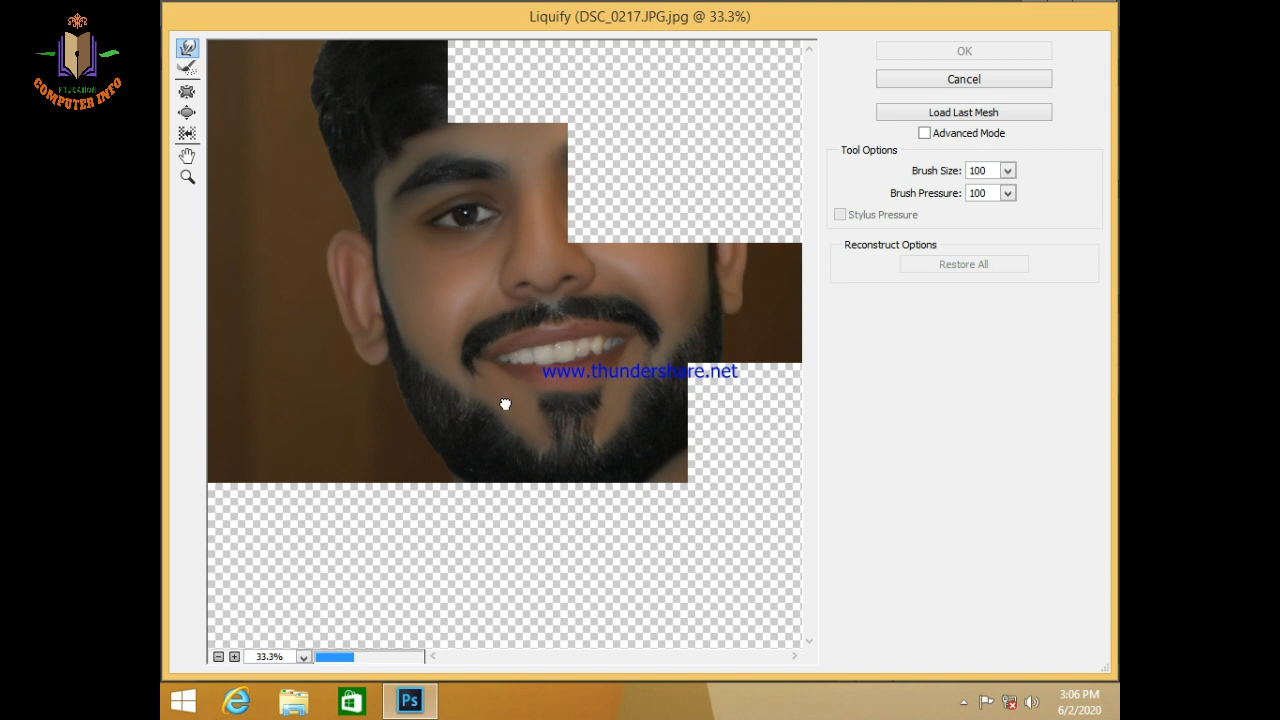 Liquify (DSC_0217.JPG.jpg @ 33.3%)
EDUCATION
COMPUTER INFO
OK
Cancel
Load Last Mesh
Advanced Mode
Tool Options
Brush Size: 100
Brush Pressure: 100
Stylus Pressure
Reconstruct Options
Restore All
www.thundershare.net
33.3%
Ps
3:06 PM
6/2/2020